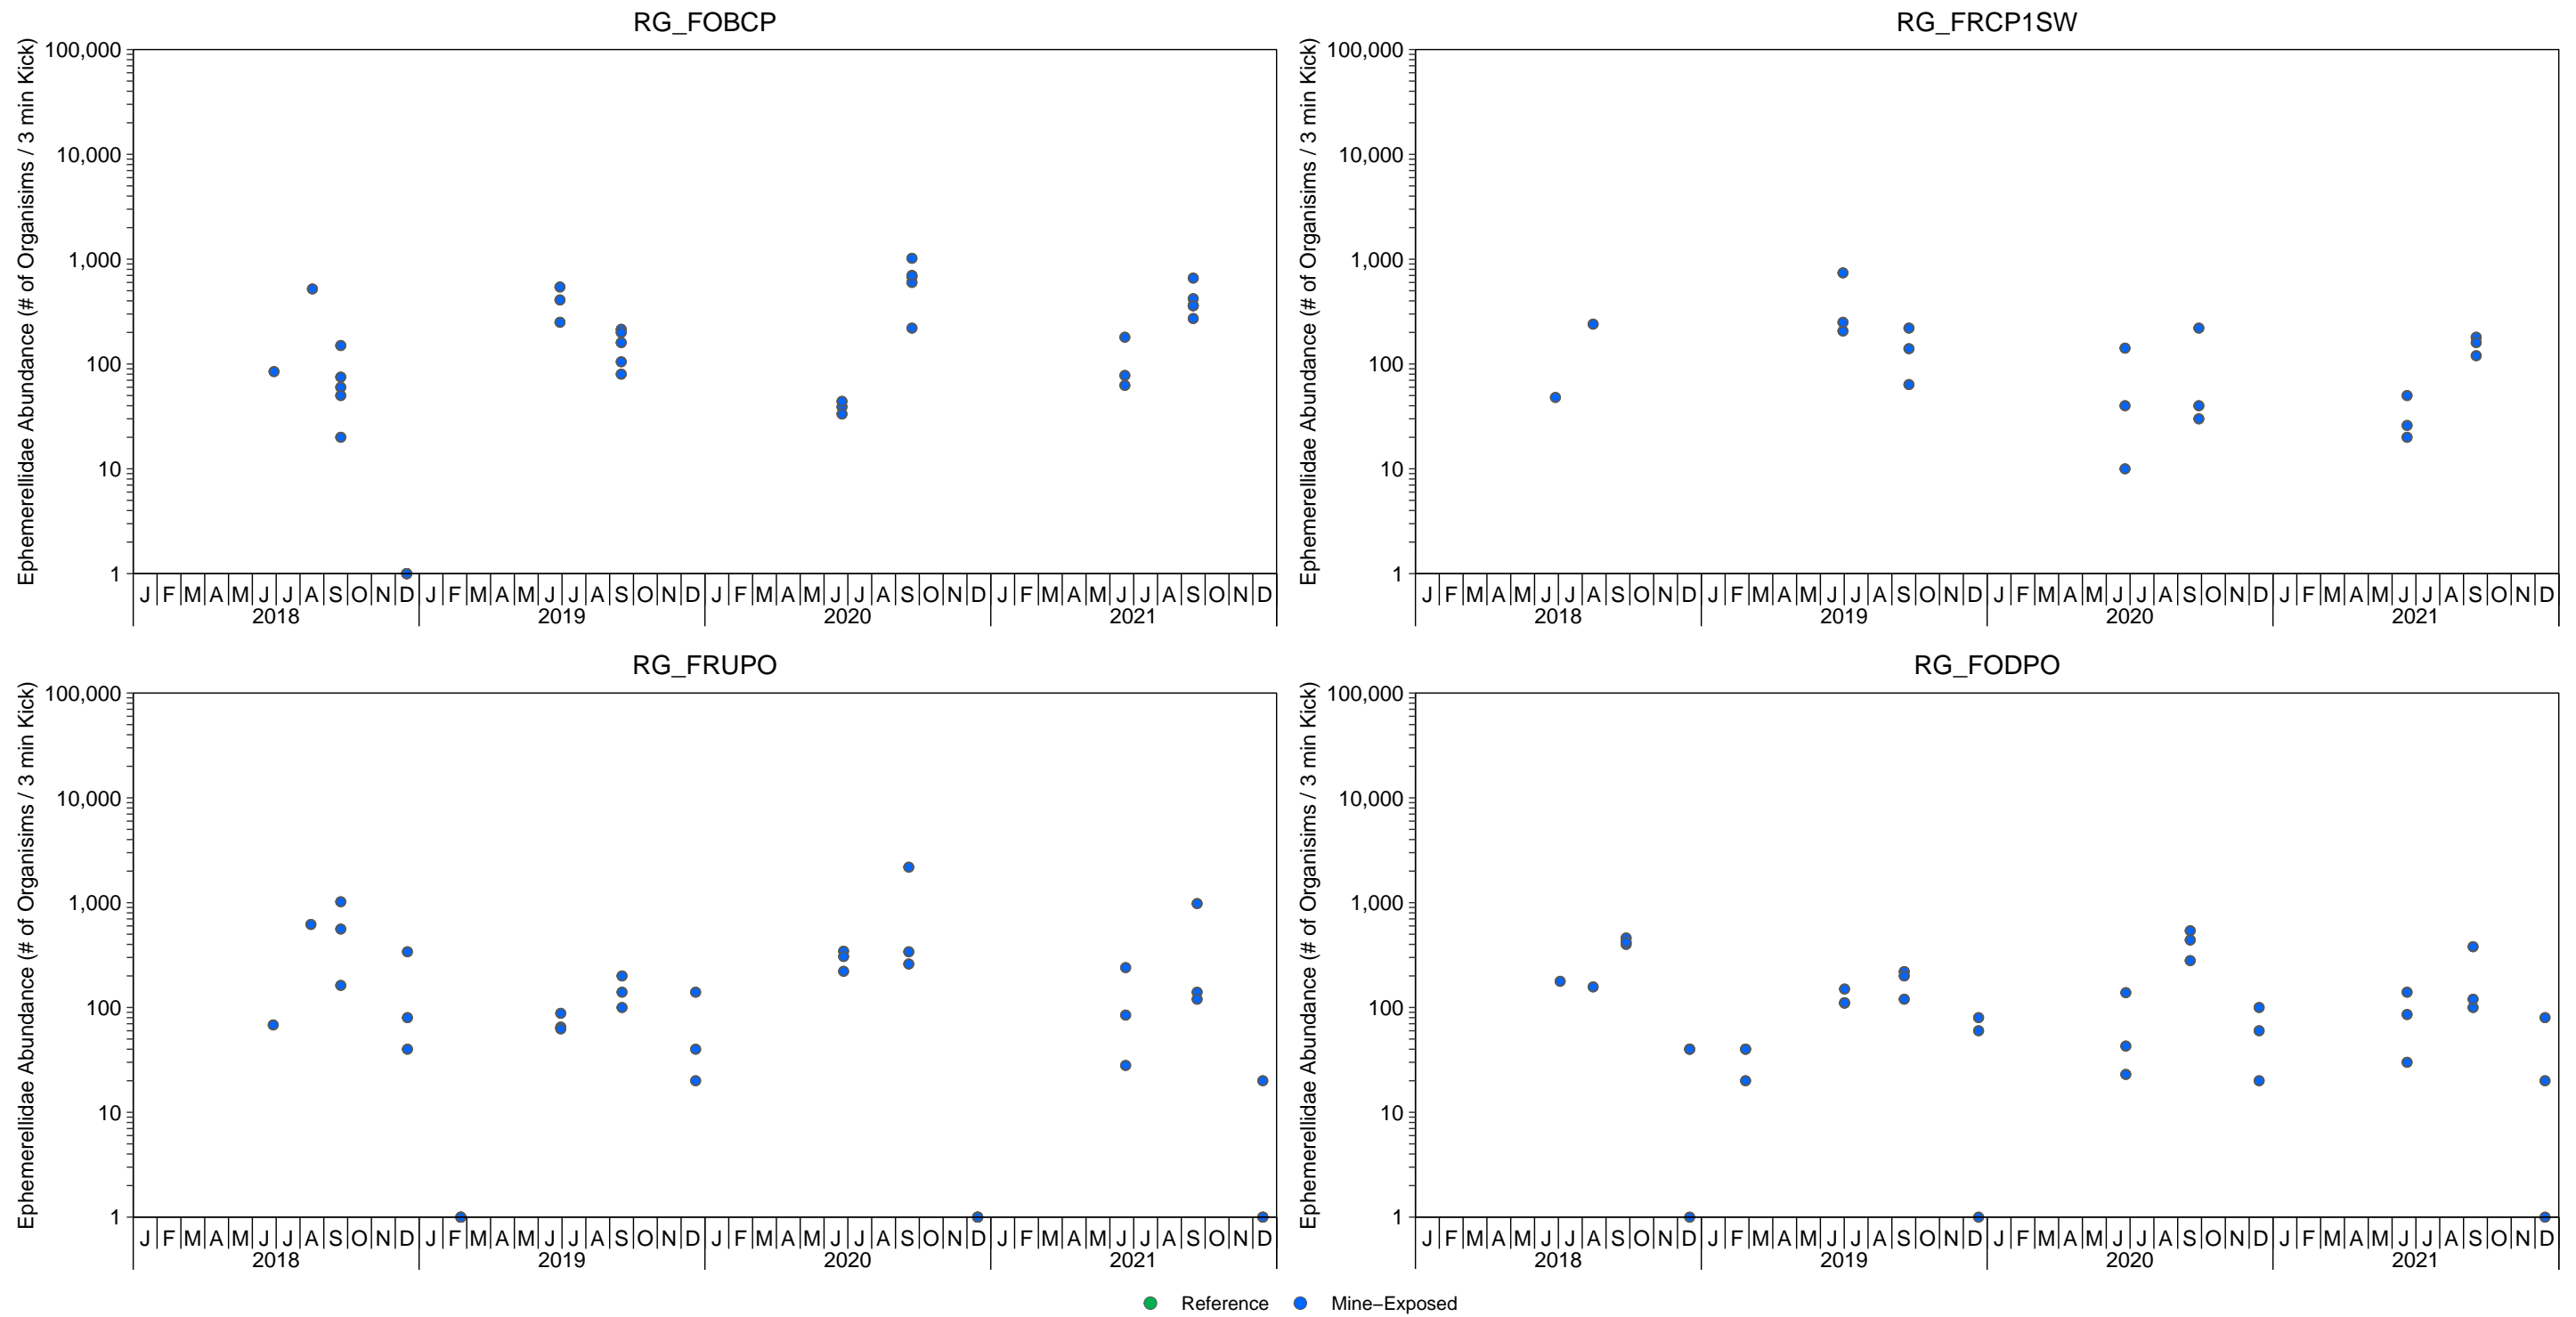 RG_FOBCP
Ephemerellidae Abundance (# of Organisims / 3 min Kick)
100,000
10,000
1,000
100
10
1
J F M A M J J A S O N D J F M A M J J A S O N D J F M A M J J A S O N D J F M A M J J A S O N D
2018 2019 2020 2021
RG_FRCP1SW
Ephemerellidae Abundance (# of Organisims / 3 min Kick)
100,000
10,000
1,000
100
10
1
J F M A M J J A S O N D J F M A M J J A S O N D J F M A M J J A S O N D J F M A M J J A S O N D
2018 2019 2020 2021
RG_FRUPO
Ephemerellidae Abundance (# of Organisims / 3 min Kick)
100,000
10,000
1,000
100
10
1
J F M A M J J A S O N D J F M A M J J A S O N D J F M A M J J A S O N D J F M A M J J A S O N D
2018 2019 2020 2021
RG_FODPO
Ephemerellidae Abundance (# of Organisims / 3 min Kick)
100,000
10,000
1,000
100
10
1
J F M A M J J A S O N D J F M A M J J A S O N D J F M A M J J A S O N D J F M A M J J A S O N D
2018 2019 2020 2021
Reference Mine−Exposed